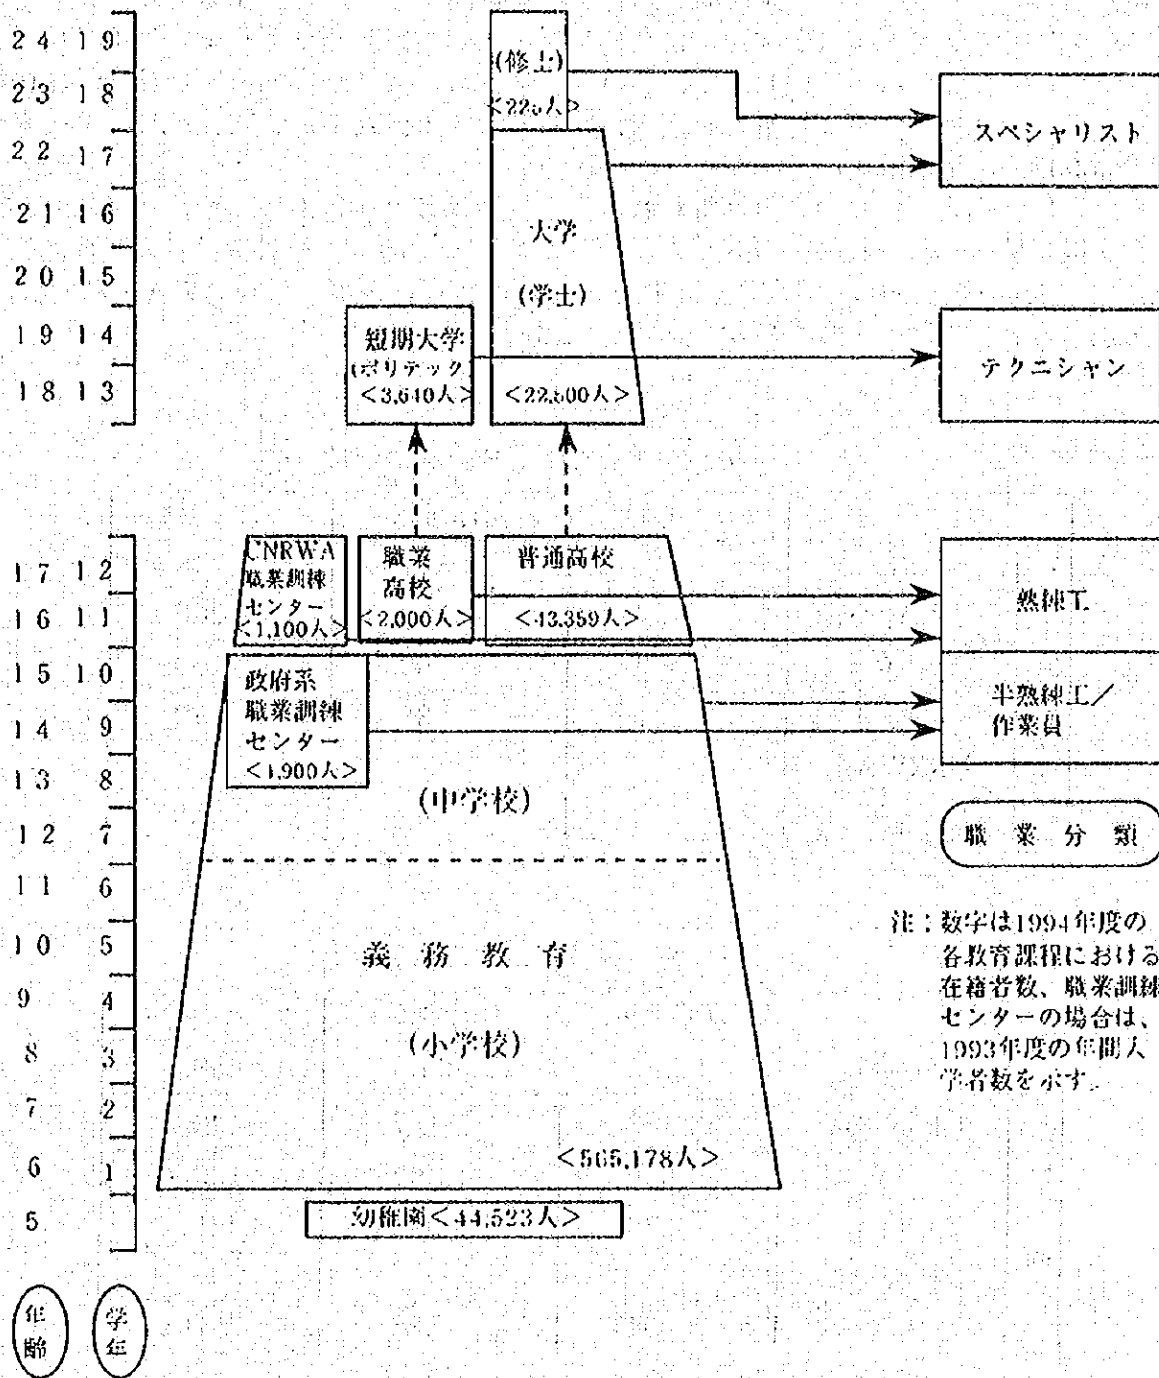 24 19
23 18
22 17
21 16
20 15
19 14
18 13
17 12
16 11
15 10
14 9
13 8
12 7
11 6
10 5
9 4
8 3
7 2
6 1
5
年齢
学年
(修士)
大学
(学士)
<22,500人>
短期大学
(ポリテック
<3,640人>
UNRWA
職業訓練
センター
<1,100人>
職業
高校
<2,000人>
普通高校
<43,359人>
政府系
職業訓練
センター
<1,900人>
(中学校)
義務教育
(小学校)
<565,178人>
幼稚園<44,523人>
スペシャリスト
テクニシャン
熟練工
半熟練工/
作業員
職業分類
注:数字は1994年度の
各教育課程における
在籍者数、職業訓練
センターの場合は、
1993年度の年間入
学者数を示す。